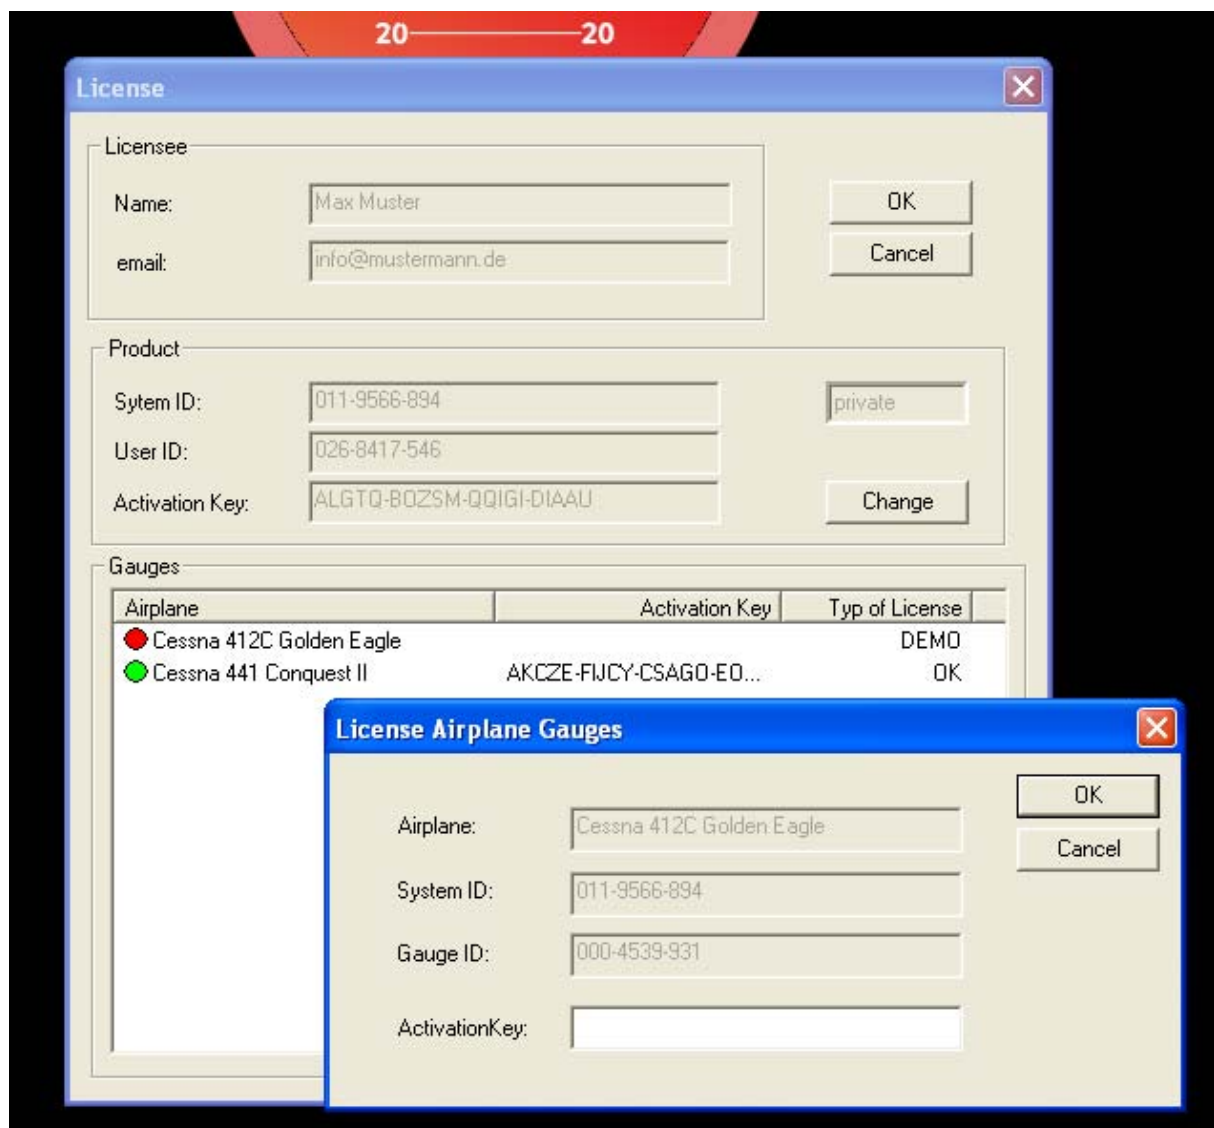 20 20
License
Licensee
Name: Max Muster OK
email: info@mustermann.de Cancel
Product
Sytem ID: 011-9566-894 private
User ID: 026-8417-546
Activation Key: ALGTQ-BOZSM-QQIGI-DIAAU Change
Gauges
Airplane Activation Key Typ of License
Cessna 412C Golden Eagle DEMO
Cessna 441 Conquest II AKCZE-FIJCY-CSAGO-EO... OK
License Airplane Gauges
Airplane: Cessna 412C Golden Eagle OK
Cancel
System ID: 011-9566-894
Gauge ID: 000-4539-931
ActivationKey: